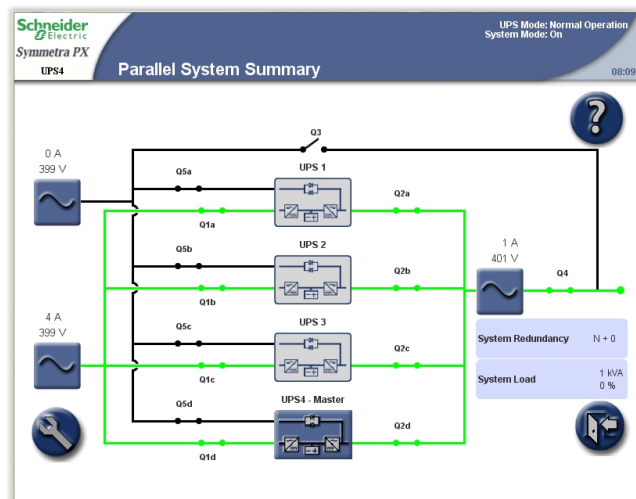 Schneider
Electric
Symmetra PX
UPS4
Parallel System Summary
UPS Mode: Normal Operation
System Mode: On
08:09
Q3
0 A
399 V
Q5a
UPS 1
Q2a
Q1a
Q5b
UPS 2
Q2b
Q1b
1 A
401 V
Q4
4 A
399 V
Q5c
UPS 3
Q2c
Q1c
System Redundancy N + 0
System Load 1 kVA
0 %
Q5d
UPS4 - Master
Q2d
Q1d